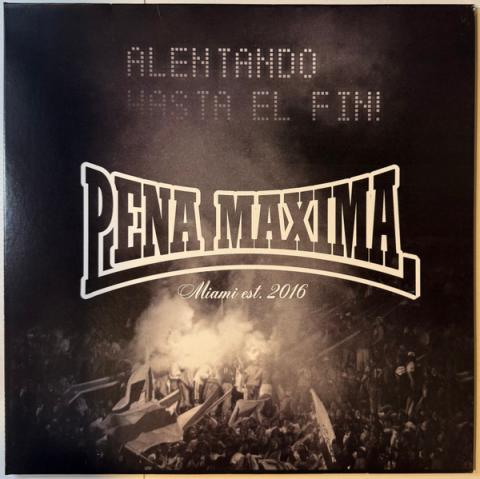 ALENTANDO
HASTA EL FIN!
PENA MAXIMA
Miami est. 2016